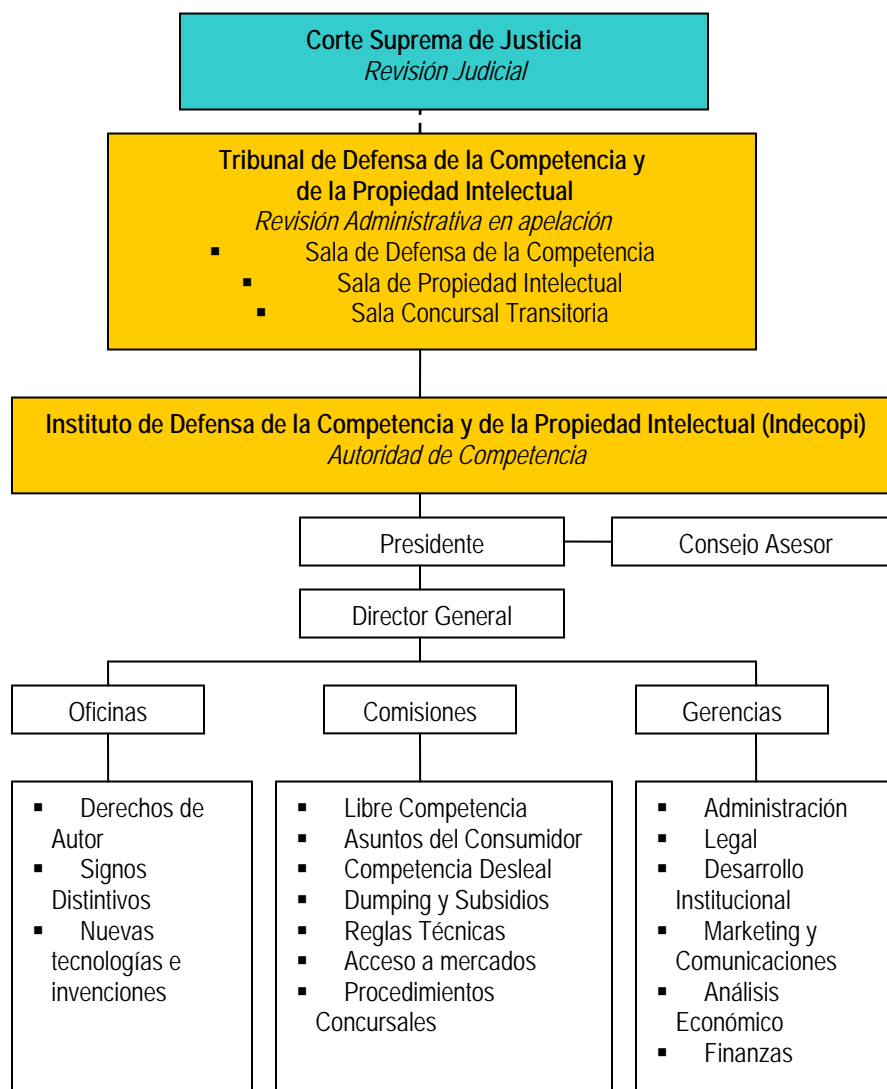 Corte Suprema de Justicia
Revisión Judicial
Tribunal de Defensa de la Competencia y
de la Propiedad Intelectual
Revisión Administrativa en apelación
▪ Sala de Defensa de la Competencia
▪ Sala de Propiedad Intelectual
▪ Sala Concursal Transitoria
Instituto de Defensa de la Competencia y de la Propiedad Intelectual (Indecopi)
Autoridad de Competencia
Presidente
Consejo Asesor
Director General
Oficinas
Comisiones
Gerencias
▪ Derechos de
Autor
▪ Signos
Distintivos
▪ Nuevas
tecnologías e
invenciones
▪ Libre Competencia
▪ Asuntos del Consumidor
▪ Competencia Desleal
▪ Dumping y Subsidios
▪ Reglas Técnicas
▪ Acceso a mercados
▪ Procedimientos
Concursales
▪ Administración
▪ Legal
▪ Desarrollo
Institucional
▪ Marketing y
Comunicaciones
▪ Análisis
Económico
▪ Finanzas